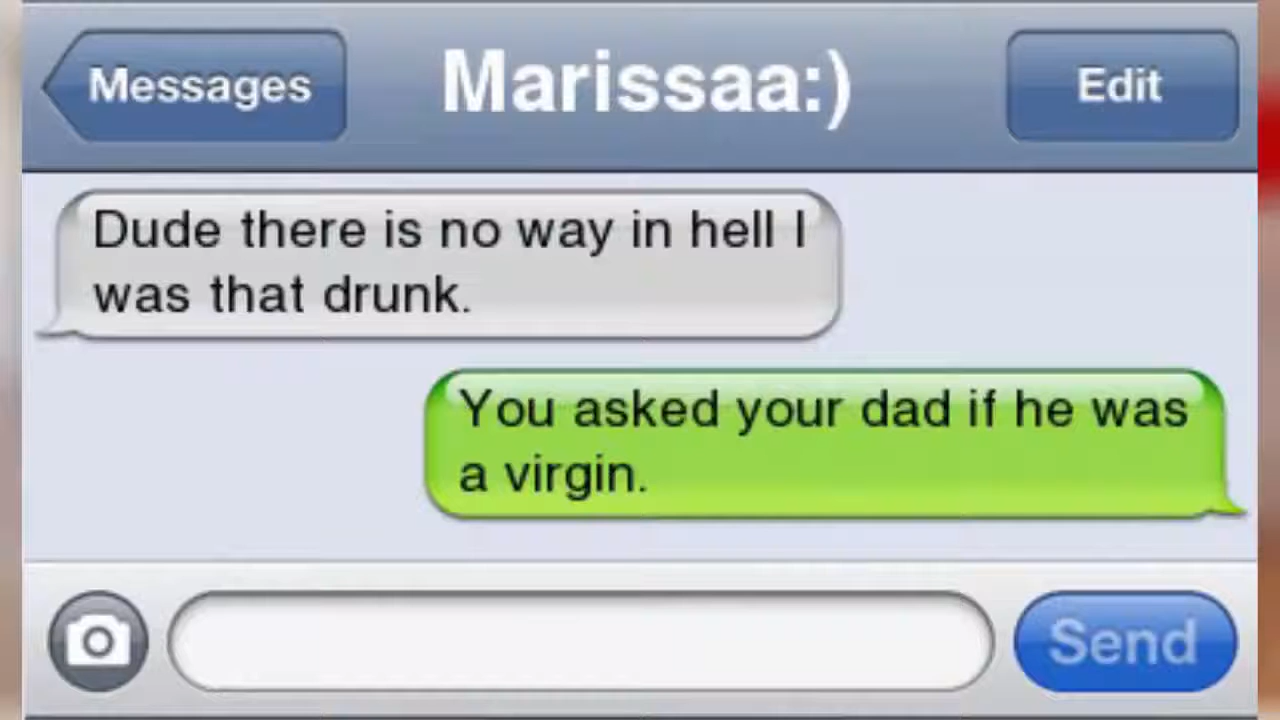 Messages
Marissaa:)
Edit
Dude there is no way in hell I
was that drunk.
You asked your dad if he was
a virgin.
Send